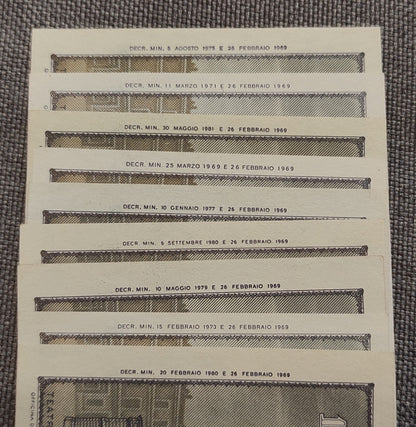 DECR. MIN. 5 AGOSTO 1975 E 26 FEBBRAIO 1969
DECR. MIN. 11 MARZO 1971 E 26 FEBBRAIO 1969
DECR. MIN. 30 MAGGIO 1981 E 26 FEBBRAIO 1969
DECR. MIN. 25 MARZO 1969 E 26 FEBBRAIO 1969
DECR. MIN. 10 GENNAIO 1977 E 26 FEBBRAIO 1969
DECR. MIN. 5 SETTEMBRE 1980 E 26 FEBBRAIO 1969
DECR. MIN. 10 MAGGIO 1979 E 26 FEBBRAIO 1969
DECR. MIN. 15 FEBBRAIO 1973 E 26 FEBBRAIO 1969
DECR. MIN. 20 FEBBRAIO 1980 E 26 FEBBRAIO 1969
TEATR
OFFICINA D
1